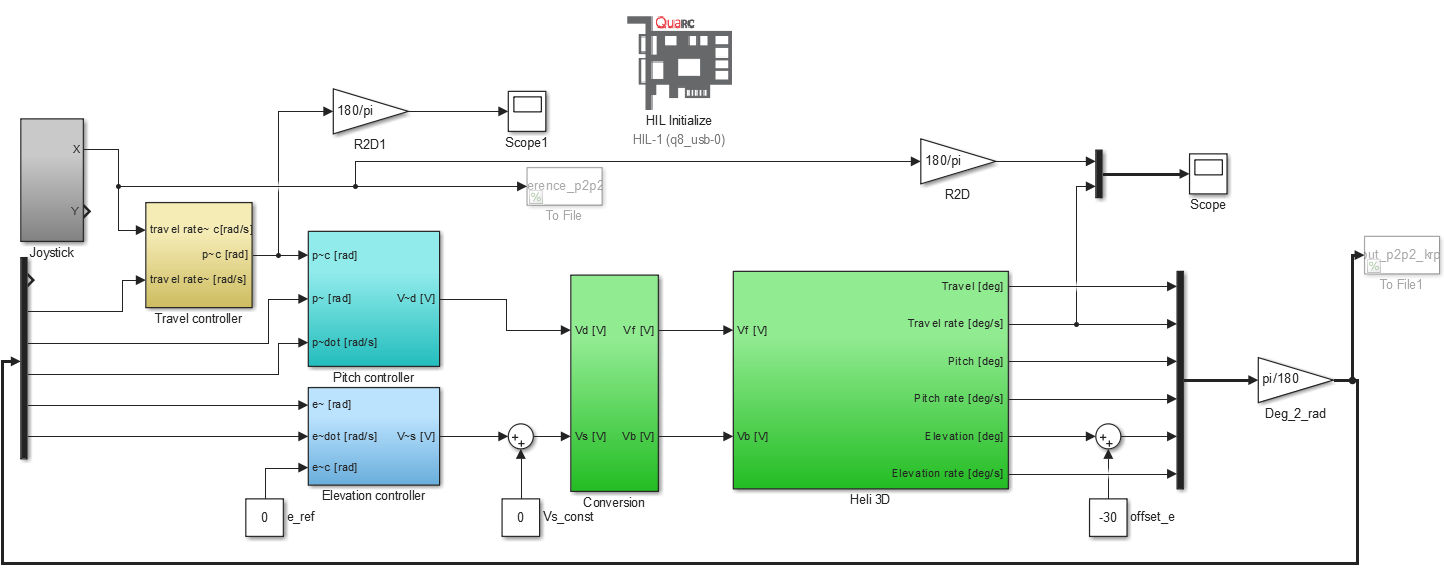 QuaRC
HIL Initialize
HIL-1 (q8_usb-0)
180/pi
R2D1
Scope1
X
Y
Joystick
erence_p2p2
%
To File
180/pi
R2D
Scope
travel rate~ c[rad/s]
p~c [rad]
travel rate~ [rad/s]
Travel controller
p~c [rad]
p~ [rad]
V~d [V]
p~dot [rad/s]
Pitch controller
e~ [rad]
e~dot [rad/s]
V~s [V]
e~c [rad]
Elevation controller
0
e_ref
+
+
0
Vs_const
Vd [V]
Vf [V]
Vs [V]
Vb [V]
Conversion
Vf [V]
Vb [V]
Travel [deg]
Travel rate [deg/s]
Pitch [deg]
Pitch rate [deg/s]
Elevation [deg]
Elevation rate [deg/s]
Heli 3D
+
+
-30
offset_e
pi/180
Deg_2_rad
ut_p2p2_krp
%
To File1